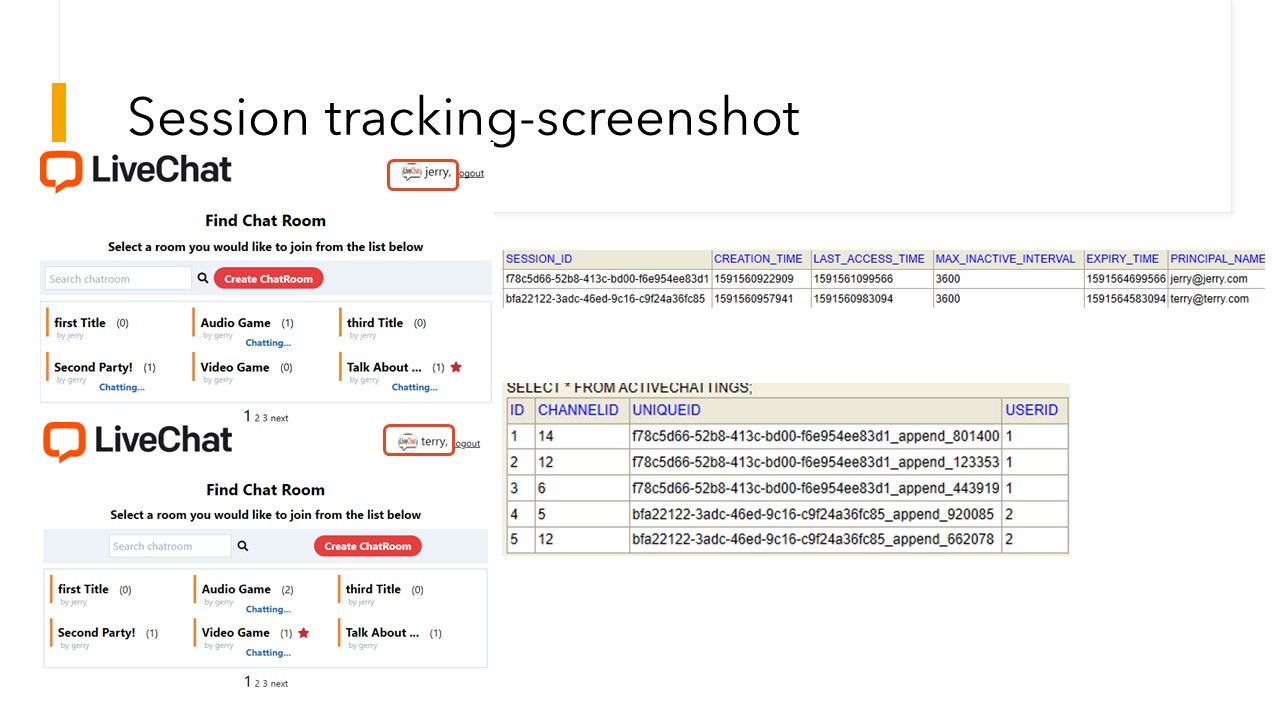 Session tracking-screenshot
LiveChat
LiveChat jerry, logout
Find Chat Room
Select a room you would like to join from the list below
Search chatroom Create ChatRoom
first Title (0) Audio Game (1) third Title (0)
by jerry by gerry by jerry
Chatting...
Second Party! (1) Video Game (0) Talk About ... (1)
by gerry by gerry by gerry
Chatting... Chatting...
1 2 3 next
LiveChat
LiveChat terry, logout
Find Chat Room
Select a room you would like to join from the list below
Search chatroom Create ChatRoom
first Title (0) Audio Game (2) third Title (0)
by jerry by gerry by jerry
Chatting...
Second Party! (1) Video Game (1) Talk About ... (1)
by gerry by gerry by gerry
Chatting...
1 2 3 next
SESSION_ID CREATION_TIME LAST_ACCESS_TIME MAX_INACTIVE_INTERVAL EXPIRY_TIME PRINCIPAL_NAME
f78c5d66-52b8-413c-bd00-f6e954ee83d1 1591560922909 1591561099566 3600 1591564699566 jerry@jerry.com
bfa22122-3adc-46ed-9c16-c9f24a36fc85 1591560957941 1591560983094 3600 1591564583094 terry@terry.com
SELECT * FROM ACTIVECHATTINGS;
ID CHANNELID UNIQUEID USERID
1 14 f78c5d66-52b8-413c-bd00-f6e954ee83d1_append_801400 1
2 12 f78c5d66-52b8-413c-bd00-f6e954ee83d1_append_123353 1
3 6 f78c5d66-52b8-413c-bd00-f6e954ee83d1_append_443919 1
4 5 bfa22122-3adc-46ed-9c16-c9f24a36fc85_append_920085 2
5 12 bfa22122-3adc-46ed-9c16-c9f24a36fc85_append_662078 2